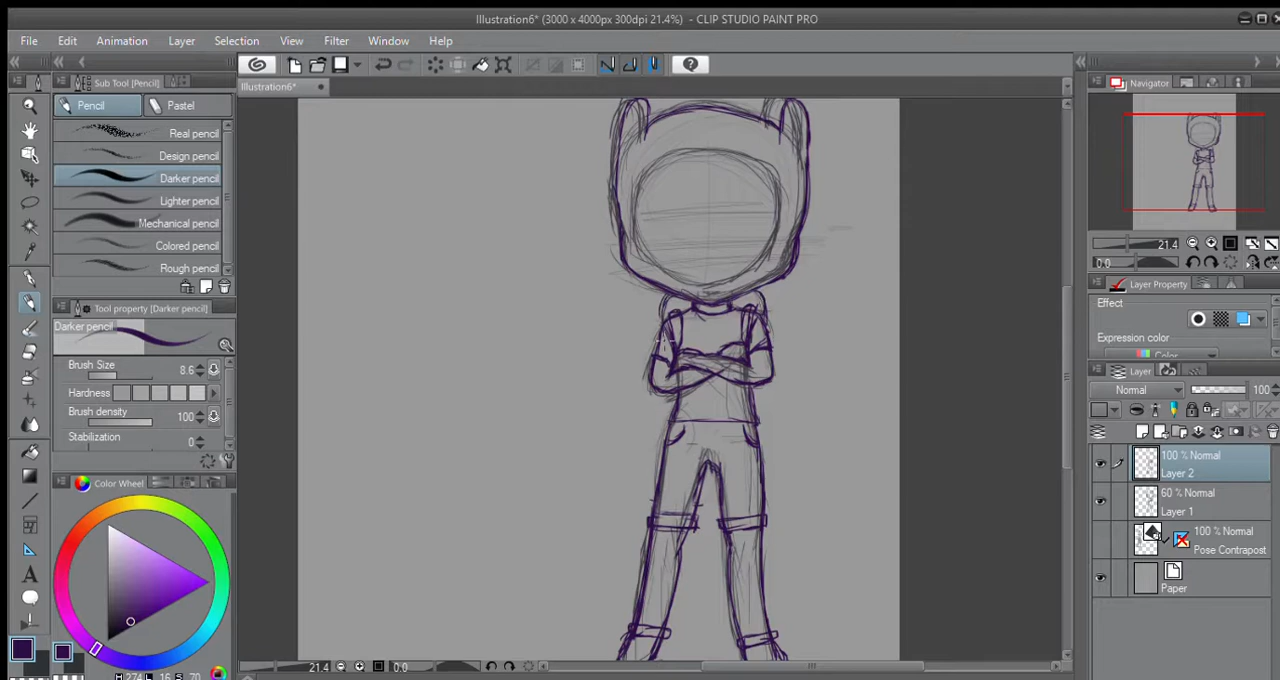 Illustration6* (3000 x 4000px 300dpi 21.4%) - CLIP STUDIO PAINT PRO
File Edit Animation Layer Selection View Filter Window Help
Sub Tool [Pencil]
Illustration6*
Navigator
Pencil Pastel
Real pencil
Design pencil
Darker pencil
Lighter pencil
Mechanical pencil
Colored pencil
Rough pencil
21.4
0.0
Layer Property
Effect
Expression color
Color
Tool property [Darker pencil]
Darker pencil
Brush Size 8.6
Hardness
Brush density 100
Stabilization 0
Layer
Normal 100
100 % Normal
Layer 2
60 % Normal
Layer 1
100 % Normal
Pose Contrapost
Paper
Color Wheel
A
H 274 L 16 S 70
21.4 0.0